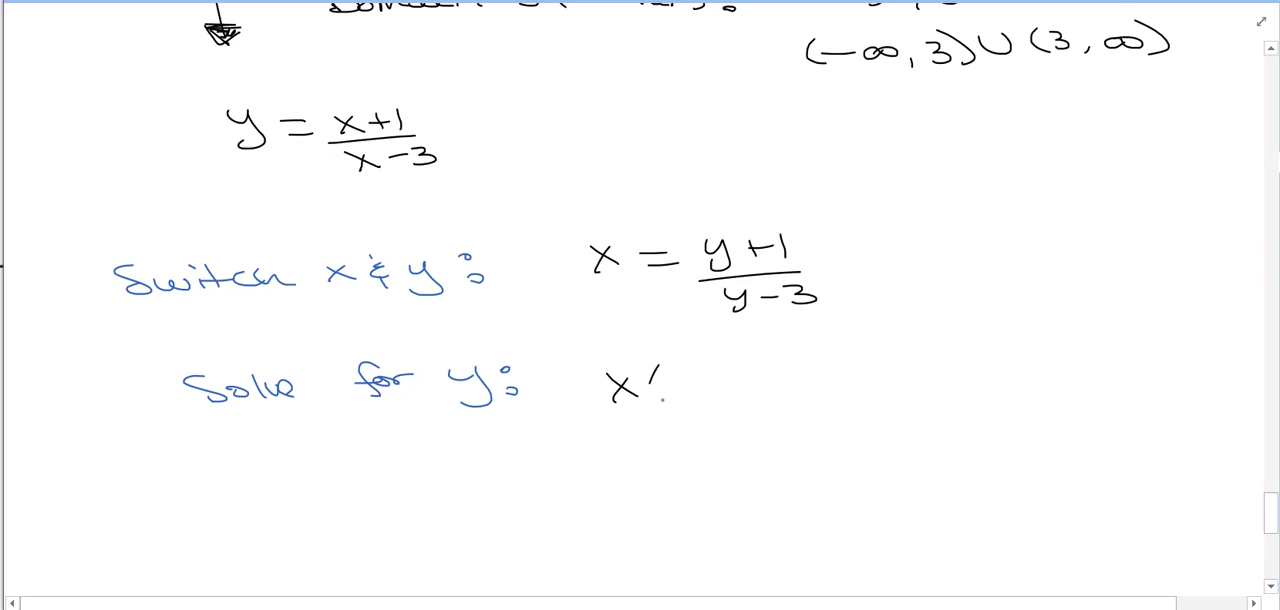 (-∞, 3) ∪ (3, ∞)
y = x+1 / x-3
Switch x & y:
x = y+1 / y-3
Solve for y:
x(